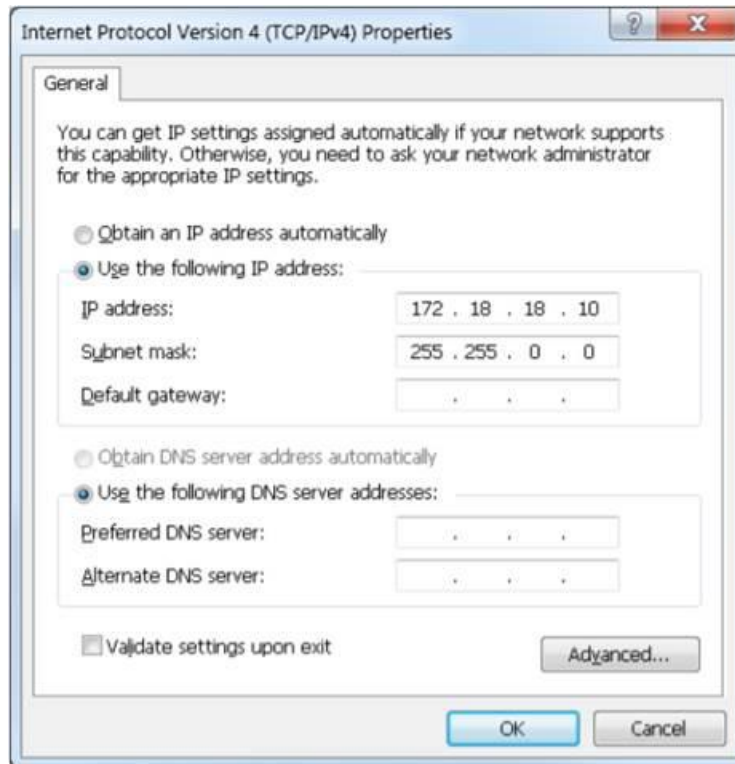 Internet Protocol Version 4 (TCP/IPv4) Properties
General
You can get IP settings assigned automatically if your network supports
this capability. Otherwise, you need to ask your network administrator
for the appropriate IP settings.
Obtain an IP address automatically
Use the following IP address:
IP address: 172 . 18 . 18 . 10
Subnet mask: 255 . 255 . 0 . 0
Default gateway: . . .
Obtain DNS server address automatically
Use the following DNS server addresses:
Preferred DNS server: . . .
Alternate DNS server: . . .
Validate settings upon exit
Advanced...
OK Cancel